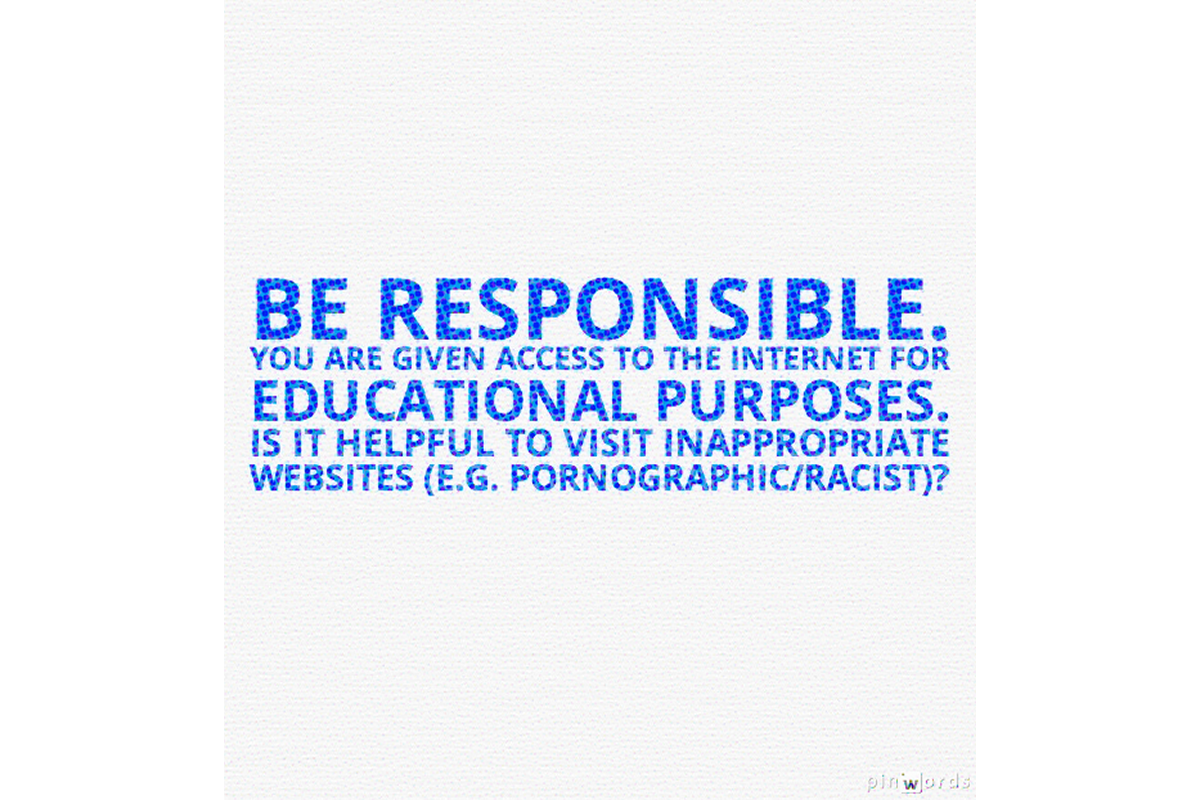 BE RESPONSIBLE.
YOU ARE GIVEN ACCESS TO THE INTERNET FOR
EDUCATIONAL PURPOSES.
IS IT HELPFUL TO VISIT INAPPROPRIATE
WEBSITES (E.G. PORNOGRAPHIC/RACIST)?
pinwords